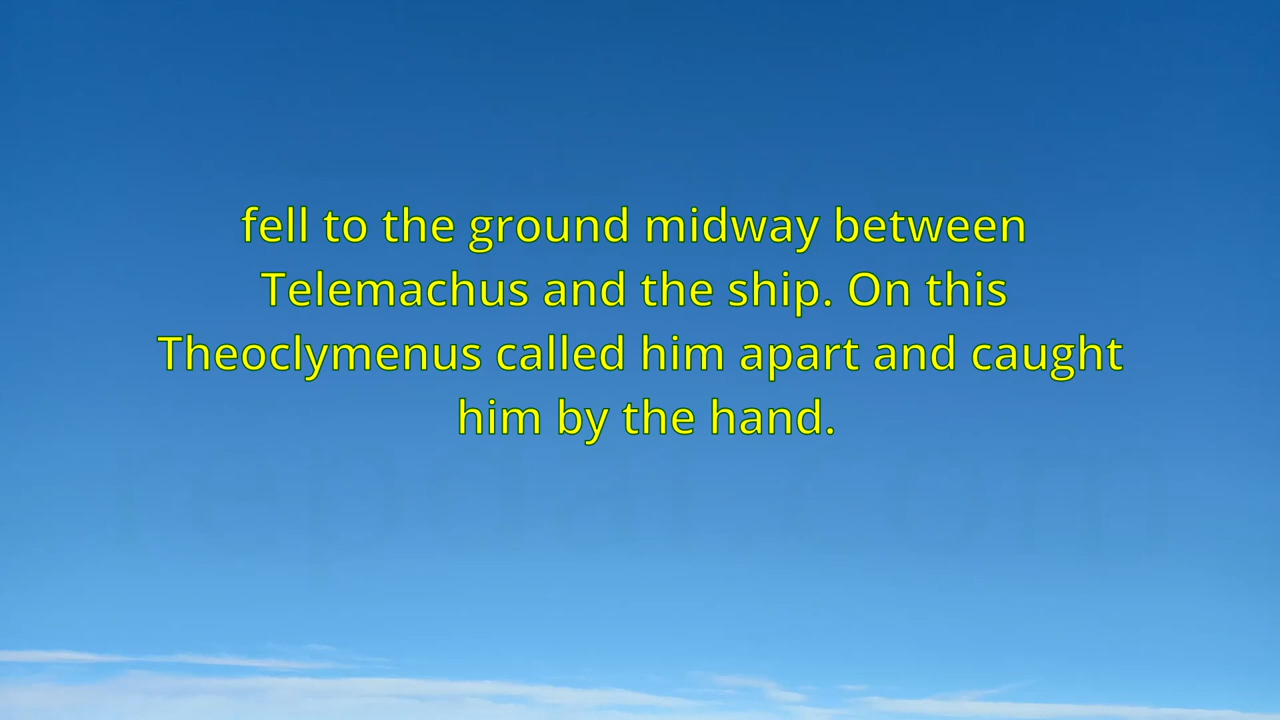 fell to the ground midway between
Telemachus and the ship. On this
Theoclymenus called him apart and caught
him by the hand.